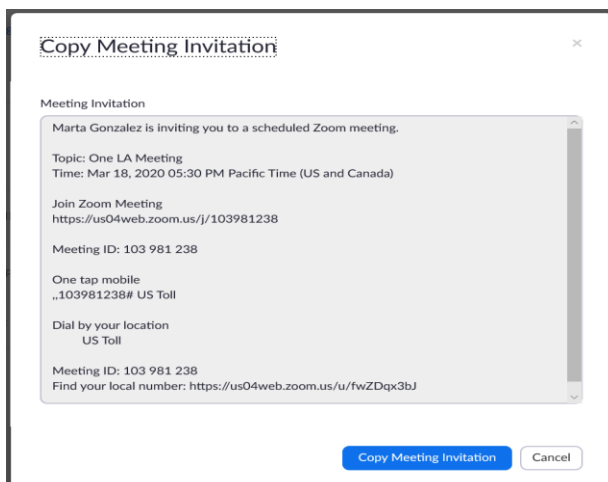 Copy Meeting Invitation
×
Meeting Invitation
Marta Gonzalez is inviting you to a scheduled Zoom meeting.
Topic: One LA Meeting
Time: Mar 18, 2020 05:30 PM Pacific Time (US and Canada)
Join Zoom Meeting
https://us04web.zoom.us/j/103981238
Meeting ID: 103 981 238
One tap mobile
,,103981238# US Toll
Dial by your location
US Toll
Meeting ID: 103 981 238
Find your local number: https://us04web.zoom.us/u/fwZDqx3bJ
Copy Meeting Invitation
Cancel